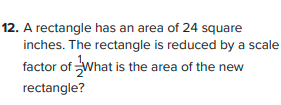 12. A rectangle has an area of 24 square
inches. The rectangle is reduced by a scale
factor of 1/2 What is the area of the new
rectangle?